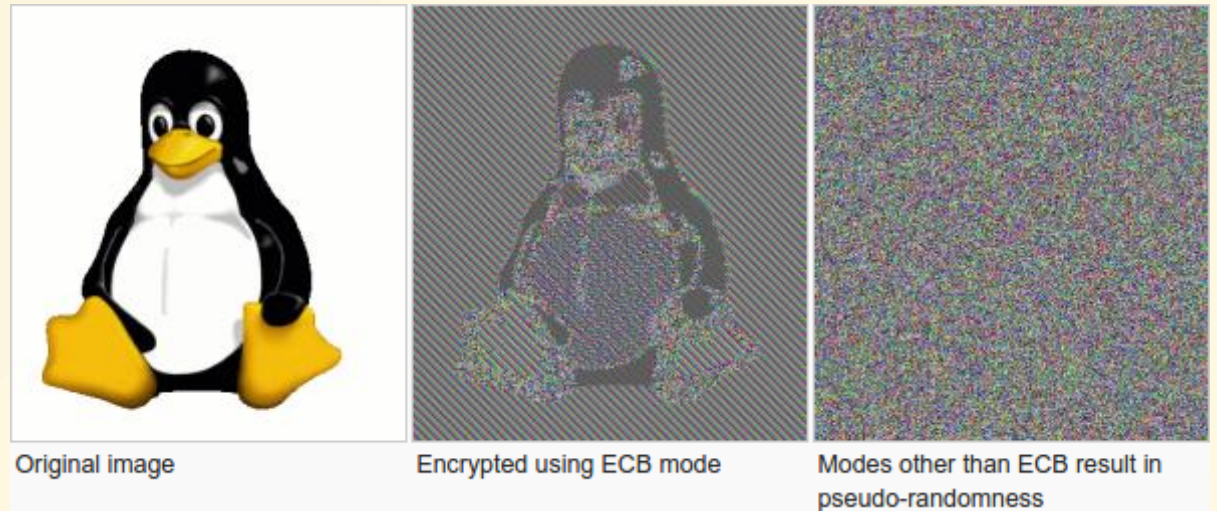 Original image
Encrypted using ECB mode
Modes other than ECB result in
pseudo-randomness